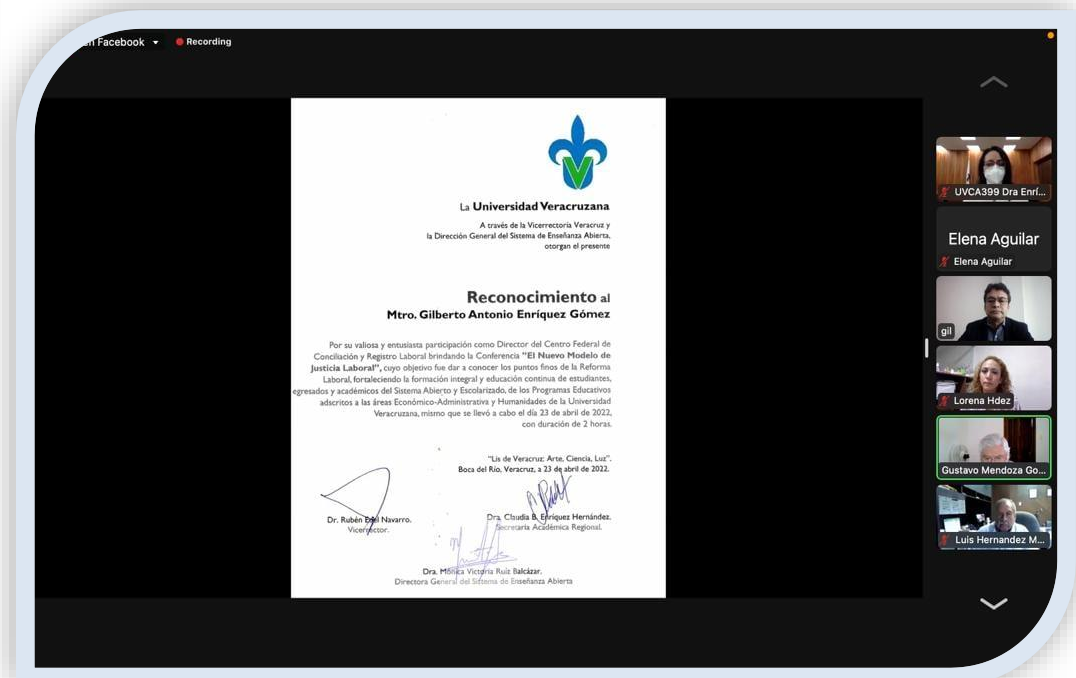 en Facebook
Recording
La Universidad Veracruzana
A través de la Vicerrectoría Veracruz y
la Dirección General del Sistema de Enseñanza Abierta,
otorgan el presente
Reconocimiento al
Mtro. Gilberto Antonio Enríquez Gómez
Por su valiosa y entusiasta participación como Director del Centro Federal de
Conciliación y Registro Laboral brindando la Conferencia "El Nuevo Modelo de
Justicia Laboral", cuyo objetivo fue dar a conocer los puntos finos de la Reforma
Laboral, fortaleciendo la formación integral y educación continua de estudiantes,
egresados y académicos del Sistema Abierto y Escolarizado, de los Programas Educativos
adscritos a las áreas Económico-Administrativa y Humanidades de la Universidad
Veracruzana, mismo que se llevó a cabo el día 23 de abril de 2022,
con duración de 2 horas.
"Lis de Veracruz: Arte, Ciencia, Luz".
Boca del Río, Veracruz, a 23 de abril de 2022.
Dr. Rubén Edel Navarro.
Vicerrector.
Dra. Claudia B. Enríquez Hernández.
Secretaría Académica Regional.
Dra. Mónica Victoria Ruíz Balcázar.
Directora General del Sistema de Enseñanza Abierta
UVCA399 Dra Enrí...
Elena Aguilar
Elena Aguilar
gil
Lorena Hdez
Gustavo Mendoza Go...
Luis Hernandez M...